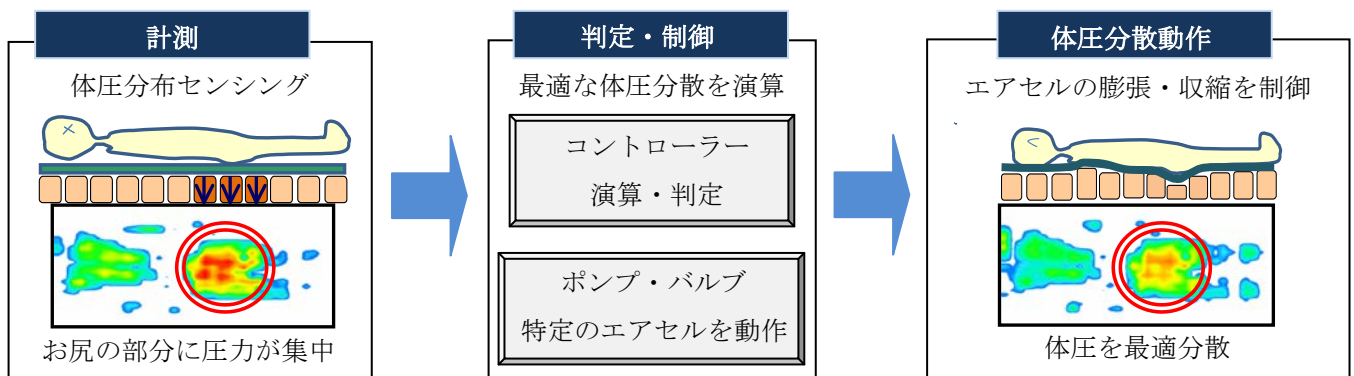 計測
体圧分布センシング
お尻の部分に圧力が集中
判定・制御
最適な体圧分散を演算
コントローラー
演算・判定
ポンプ・バルブ
特定のエアセルを動作
体圧分散動作
エアセルの膨張・収縮を制御
体圧を最適分散